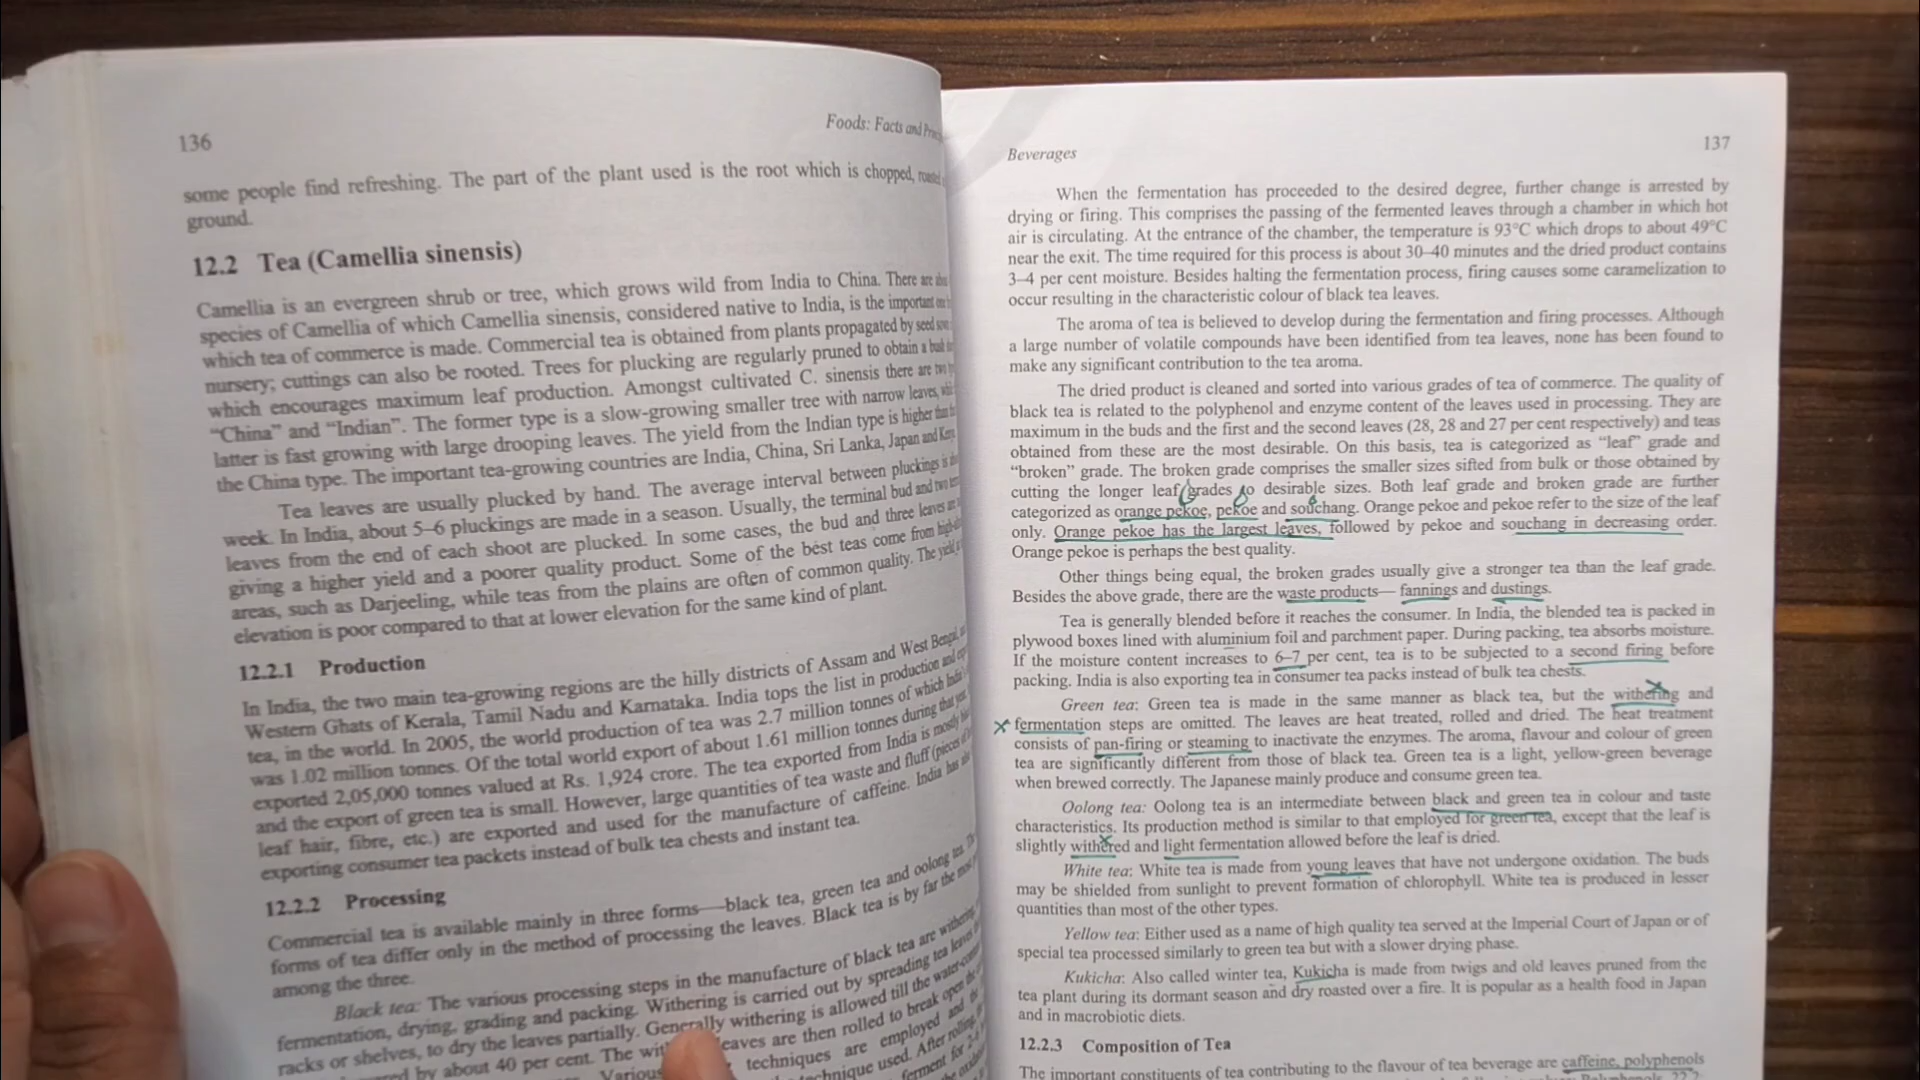 136
Foods: Facts and
some people find refreshing. The part of the plant used is the root which is chopped, roasted
ground.
12.2 Tea (Camellia sinensis)
Camellia is an evergreen shrub or tree, which grows wild from India to China. There are
species of Camellia of which Camellia sinensis, considered native to India, is the important
which tea of commerce is made. Commercial tea is obtained from plants propagated by seed
nursery; cuttings can also be rooted. Trees for plucking are regularly pruned to obtain a
which encourages maximum leaf production. Amongst cultivated C. sinensis there are two
"China" and "Indian". The former type is a slow-growing smaller tree with narrow leaves,
latter is fast growing with large drooping leaves. The yield from the Indian type is higher than
the China type. The important tea-growing countries are India, China, Sri Lanka, Japan and
Tea leaves are usually plucked by hand. The average interval between pluckings is
week. In India, about 5–6 pluckings are made in a season. Usually, the terminal bud and two
leaves from the end of each shoot are plucked. In some cases, the bud and three leaves are
giving a higher yield and a poorer quality product. Some of the best teas come from
areas, such as Darjeeling, while teas from the plains are often of common quality. The yield
elevation is poor compared to that at lower elevation for the same kind of plant.
12.2.1 Production
In India, the two main tea-growing regions are the hilly districts of Assam and West Bengal,
Western Ghats of Kerala, Tamil Nadu and Karnataka. India tops the list in production and
tea, in the world. In 2005, the world production of tea was 2.7 million tonnes of which
was 1.02 million tonnes. Of the total world export of about 1.61 million tonnes during that
exported 2,05,000 tonnes valued at Rs. 1,924 crore. The tea exported from India is mostly
and the export of green tea is small. However, large quantities of tea waste and fluff (pieces of
leaf hair, fibre, etc.) are exported and used for the manufacture of caffeine. India has
exporting consumer tea packets instead of bulk tea chests and instant tea.
12.2.2 Processing
Commercial tea is available mainly in three forms—black tea, green tea and oolong tea.
forms of tea differ only in the method of processing the leaves. Black tea is by far the most
among the three.
Black tea: The various processing steps in the manufacture of black tea are withering,
fermentation, drying, grading and packing. Withering is carried out by spreading tea leaves
racks or shelves, to dry the leaves partially. Generally withering is allowed till the
by about 40 per cent. The leaves are then rolled to break open the
Various techniques are employed and
technique used. After rolling,
ferment for
Beverages
137
When the fermentation has proceeded to the desired degree, further change is arrested by
drying or firing. This comprises the passing of the fermented leaves through a chamber in which hot
air is circulating. At the entrance of the chamber, the temperature is 93°C which drops to about 49°C
near the exit. The time required for this process is about 30–40 minutes and the dried product contains
3–4 per cent moisture. Besides halting the fermentation process, firing causes some caramelization to
occur resulting in the characteristic colour of black tea leaves.
The aroma of tea is believed to develop during the fermentation and firing processes. Although
a large number of volatile compounds have been identified from tea leaves, none has been found to
make any significant contribution to the tea aroma.
The dried product is cleaned and sorted into various grades of tea of commerce. The quality of
black tea is related to the polyphenol and enzyme content of the leaves used in processing. They are
maximum in the buds and the first and the second leaves (28, 28 and 27 per cent respectively) and teas
obtained from these are the most desirable. On this basis, tea is categorized as "leaf" grade and
"broken" grade. The broken grade comprises the smaller sizes sifted from bulk or those obtained by
cutting the longer leaf grades to desirable sizes. Both leaf grade and broken grade are further
categorized as orange pekoe, pekoe and souchang. Orange pekoe and pekoe refer to the size of the leaf
only. Orange pekoe has the largest leaves, followed by pekoe and souchang in decreasing order.
Orange pekoe is perhaps the best quality.
Other things being equal, the broken grades usually give a stronger tea than the leaf grade.
Besides the above grade, there are the waste products— fannings and dustings.
Tea is generally blended before it reaches the consumer. In India, the blended tea is packed in
plywood boxes lined with aluminium foil and parchment paper. During packing, tea absorbs moisture.
If the moisture content increases to 6–7 per cent, tea is to be subjected to a second firing before
packing. India is also exporting tea in consumer tea packs instead of bulk tea chests.
Green tea: Green tea is made in the same manner as black tea, but the withering and
fermentation steps are omitted. The leaves are heat treated, rolled and dried. The heat treatment
consists of pan-firing or steaming to inactivate the enzymes. The aroma, flavour and colour of green
tea are significantly different from those of black tea. Green tea is a light, yellow-green beverage
when brewed correctly. The Japanese mainly produce and consume green tea.
Oolong tea: Oolong tea is an intermediate between black and green tea in colour and taste
characteristics. Its production method is similar to that employed for green tea, except that the leaf is
slightly withered and light fermentation allowed before the leaf is dried.
White tea: White tea is made from young leaves that have not undergone oxidation. The buds
may be shielded from sunlight to prevent formation of chlorophyll. White tea is produced in lesser
quantities than most of the other types.
Yellow tea: Either used as a name of high quality tea served at the Imperial Court of Japan or of
special tea processed similarly to green tea but with a slower drying phase.
Kukicha: Also called winter tea, Kukicha is made from twigs and old leaves pruned from the
tea plant during its dormant season and dry roasted over a fire. It is popular as a health food in Japan
and in macrobiotic diets.
12.2.3 Composition of Tea
The important constituents of tea contributing to the flavour of tea beverage are caffeine, polyphenols